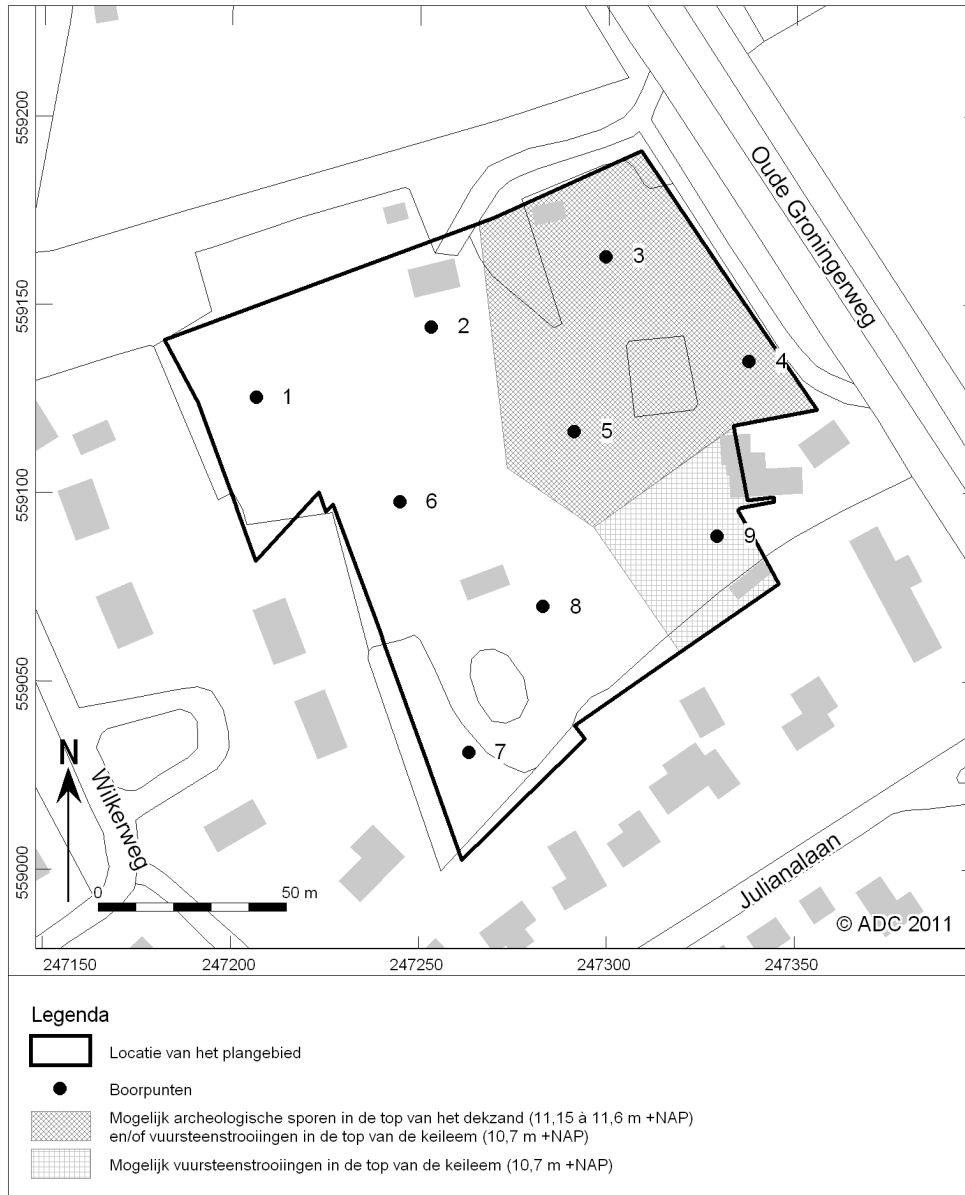 559200
559150
559100
559050
559000
Oude Groningerweg
3
2
4
1
5
6
9
8
7
N
Wilkerweg
0 50 m
Julianalaan
© ADC 2011
247150 247200 247250 247300 247350
Legenda
Locatie van het plangebied
Boorpunten
Mogelijk archeologische sporen in de top van het dekzand (11,15 à 11,6 m +NAP)
en/of vuursteenstrooiingen in de top van de keileem (10,7 m +NAP)
Mogelijk vuursteenstrooiingen in de top van de keileem (10,7 m +NAP)